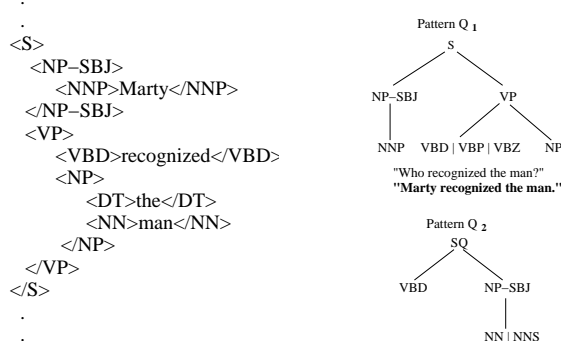 .
.
<S>
<NP−SBJ>
<NNP>Marty</NNP>
</NP−SBJ>
<VP>
<VBD>recognized</VBD>
<NP>
<DT>the</DT>
<NN>man</NN>
</NP>
</VP>
</S>
.
.
Pattern Q 1
S
NP−SBJ VP
NNP VBD | VBP | VBZ NP
"Who recognized the man?"
"Marty recognized the man."
Pattern Q 2
SQ
VBD NP−SBJ
NN | NNS